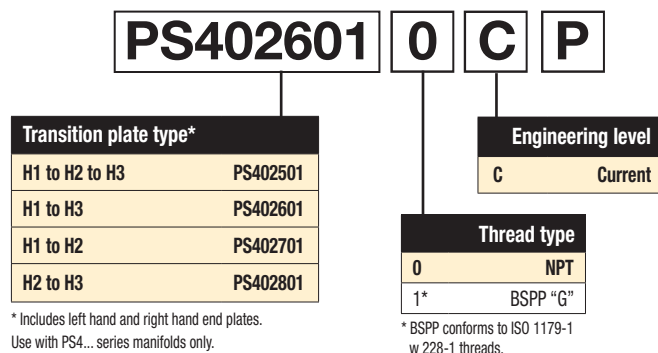 PS402601 0 C P
Transition plate type*
H1 to H2 to H3 PS402501
H1 to H3 PS402601
H1 to H2 PS402701
H2 to H3 PS402801
* Includes left hand and right hand end plates.
Use with PS4... series manifolds only.
Engineering level
C Current
Thread type
0 NPT
1* BSPP “G”
* BSPP conforms to ISO 1179-1
w 228-1 threads.